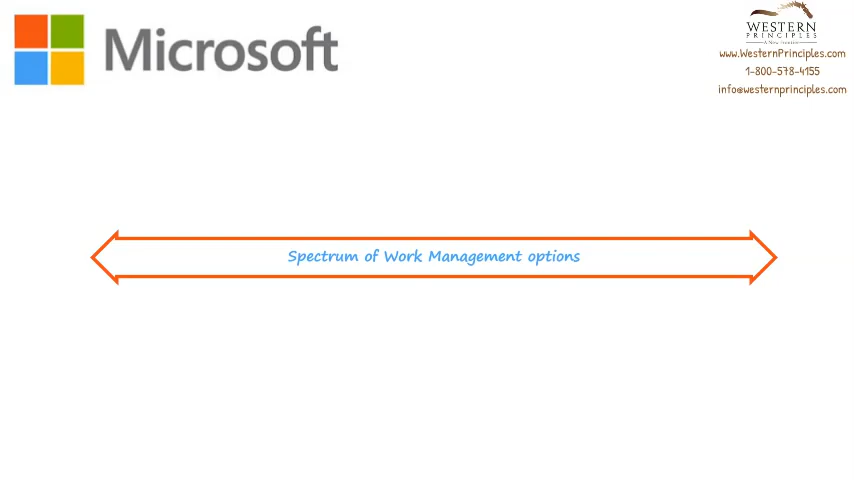 Microsoft
WESTERN
PRINCIPLES
www.WesternPrinciples.com
1-800-578-4155
info@westernprinciples.com
Spectrum of Work Management options